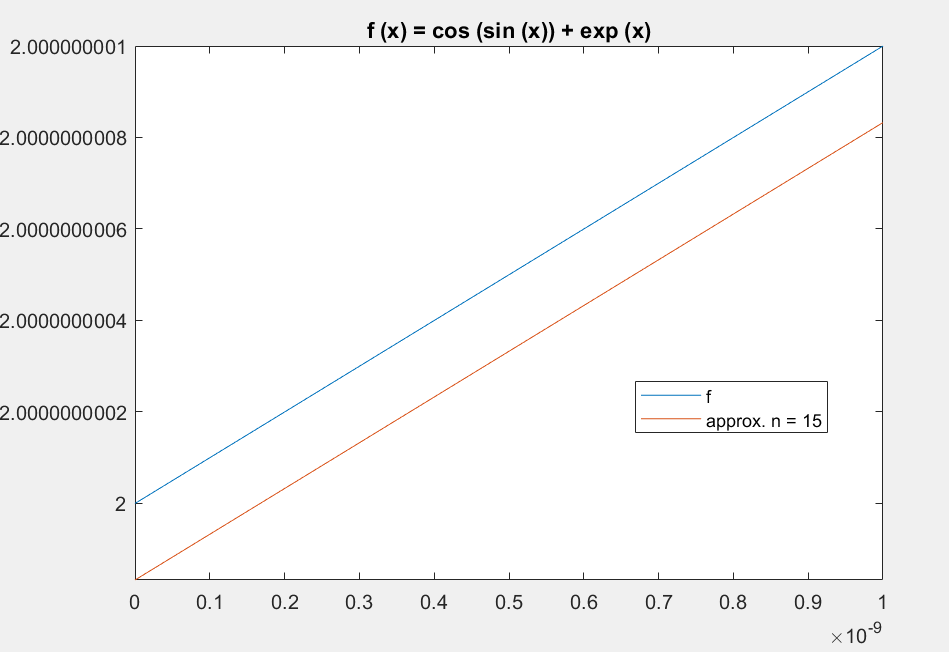 f (x) = cos (sin (x)) + exp (x)
2.000000001
2.0000000008
2.0000000006
2.0000000004
2.0000000002
2
f
approx. n = 15
0 0.1 0.2 0.3 0.4 0.5 0.6 0.7 0.8 0.9 1
×10⁻⁹